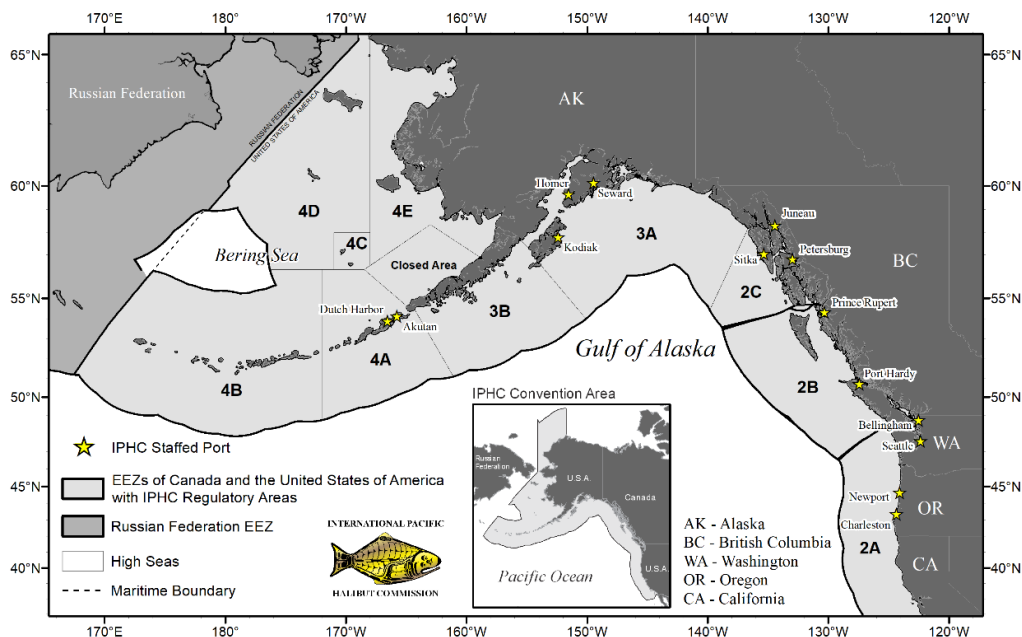 170°E 180°W 170°W 160°W 150°W 140°W 130°W 120°W
65°N 65°N
Russian Federation
RUSSIAN FEDERATION
UNITED STATES OF AMERICA
AK
60°N 60°N
Homer
Seward
4D 4E
4C
Juneau
Kodiak
3A
Petersburg
Sitka
BC
Bering Sea
Closed Area
2C
55°N 55°N
Dutch Harbor
Akutan
3B
Prince Rupert
Gulf of Alaska
4A
4B
2B
Port Hardy
50°N 50°N
IPHC Convention Area
Bellingham
Seattle
WA
IPHC Staffed Port
Russian
Federation
U.S.A.
Canada
U.S.A.
Pacific Ocean
45°N 45°N
EEZs of Canada and the United States of America
with IPHC Regulatory Areas
Russian Federation EEZ
High Seas
Maritime Boundary
INTERNATIONAL PACIFIC
HALIBUT COMMISSION
Newport
OR
Charleston
2A
CA
AK - Alaska
BC - British Columbia
WA - Washington
OR - Oregon
CA - California
40°N 40°N
170°E 180°W 170°W 160°W 150°W 140°W 130°W 120°W